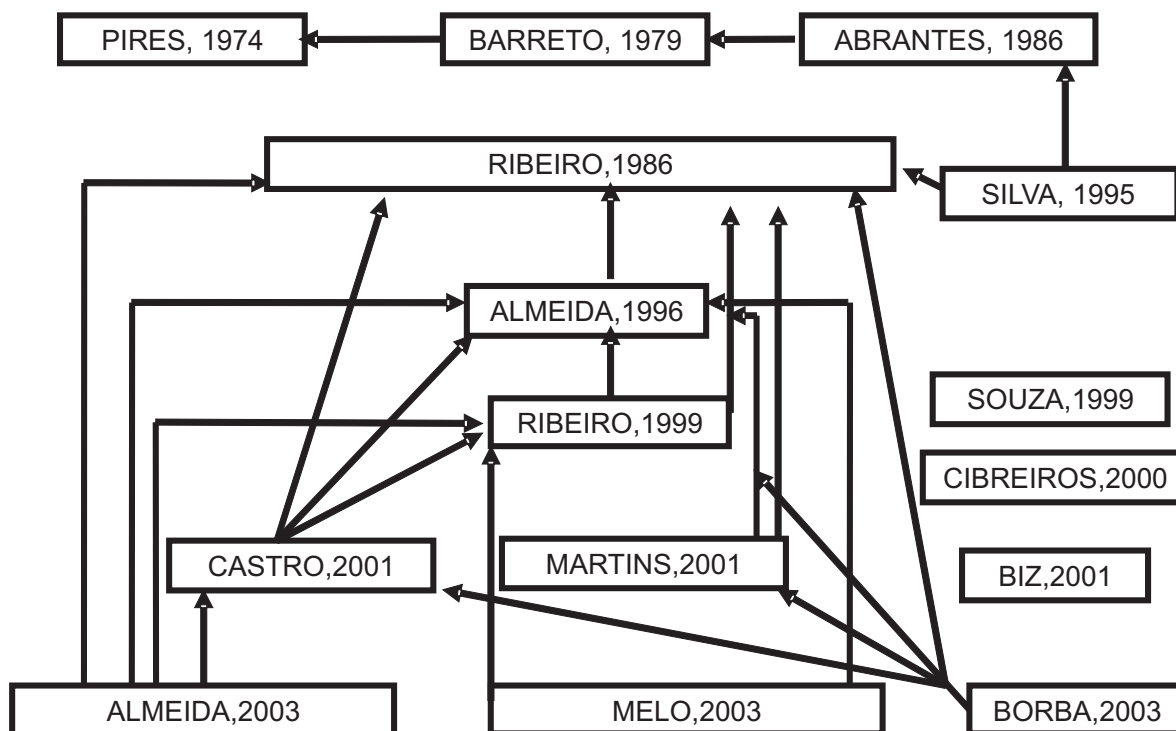 PIRES, 1974
BARRETO, 1979
ABRANTES, 1986
RIBEIRO,1986
SILVA, 1995
ALMEIDA,1996
SOUZA,1999
RIBEIRO,1999
CIBREIROS,2000
CASTRO,2001
MARTINS,2001
BIZ,2001
ALMEIDA,2003
MELO,2003
BORBA,2003